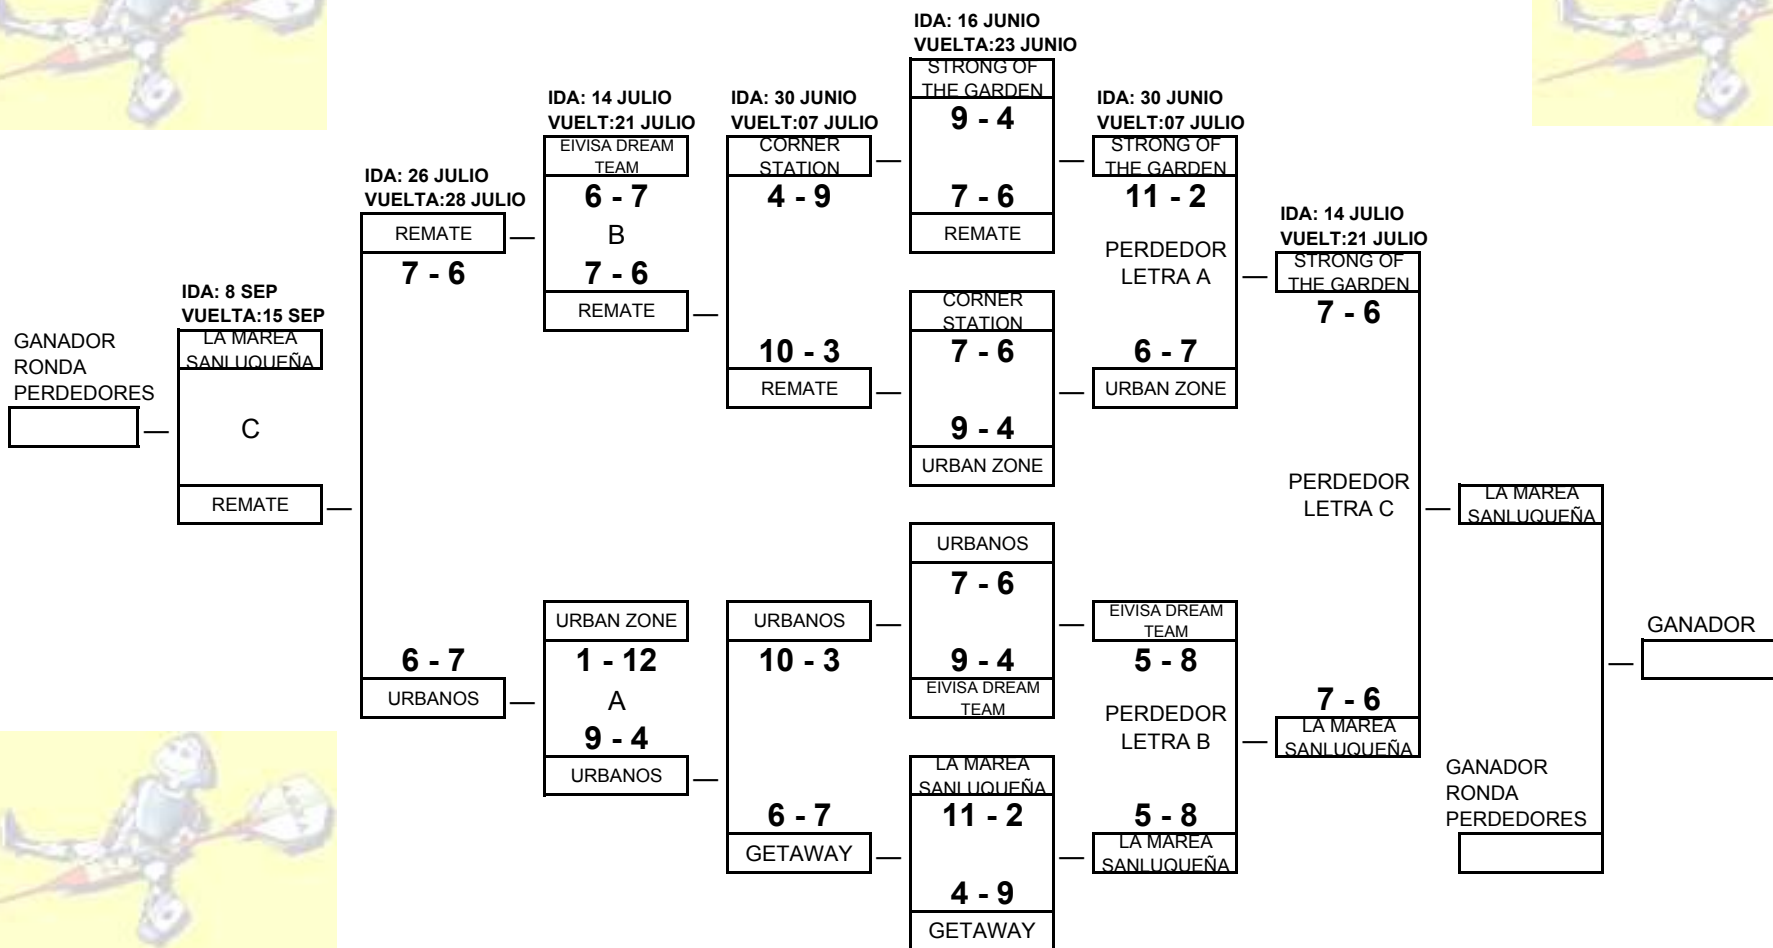 IDA: 16 JUNIO
VUELTA:23 JUNIO
STRONG OF
THE GARDEN
9 - 4
7 - 6
REMATE
CORNER
STATION
7 - 6
9 - 4
URBAN ZONE
URBANOS
7 - 6
9 - 4
EIVISA DREAM
TEAM
LA MAREA
SANLUQUEÑA
11 - 2
4 - 9
GETAWAY
IDA: 30 JUNIO
VUELT:07 JULIO
STRONG OF
THE GARDEN
11 - 2
PERDEDOR
LETRA A
6 - 7
URBAN ZONE
EIVISA DREAM
TEAM
5 - 8
PERDEDOR
LETRA B
5 - 8
LA MAREA
SANLUQUEÑA
IDA: 14 JULIO
VUELT:21 JULIO
STRONG OF
THE GARDEN
7 - 6
PERDEDOR
LETRA C
7 - 6
LA MAREA
SANLUQUEÑA
LA MAREA
SANLUQUEÑA
GANADOR
RONDA
PERDEDORES
GANADOR
IDA: 30 JUNIO
VUELT:07 JULIO
CORNER
STATION
4 - 9
10 - 3
REMATE
URBANOS
10 - 3
6 - 7
GETAWAY
IDA: 14 JULIO
VUELT:21 JULIO
EIVISA DREAM
TEAM
6 - 7
B
7 - 6
REMATE
URBAN ZONE
1 - 12
A
9 - 4
URBANOS
IDA: 26 JULIO
VUELTA:28 JULIO
REMATE
7 - 6
6 - 7
URBANOS
IDA: 8 SEP
VUELTA:15 SEP
LA MAREA
SANLUQUEÑA
C
REMATE
GANADOR
RONDA
PERDEDORES